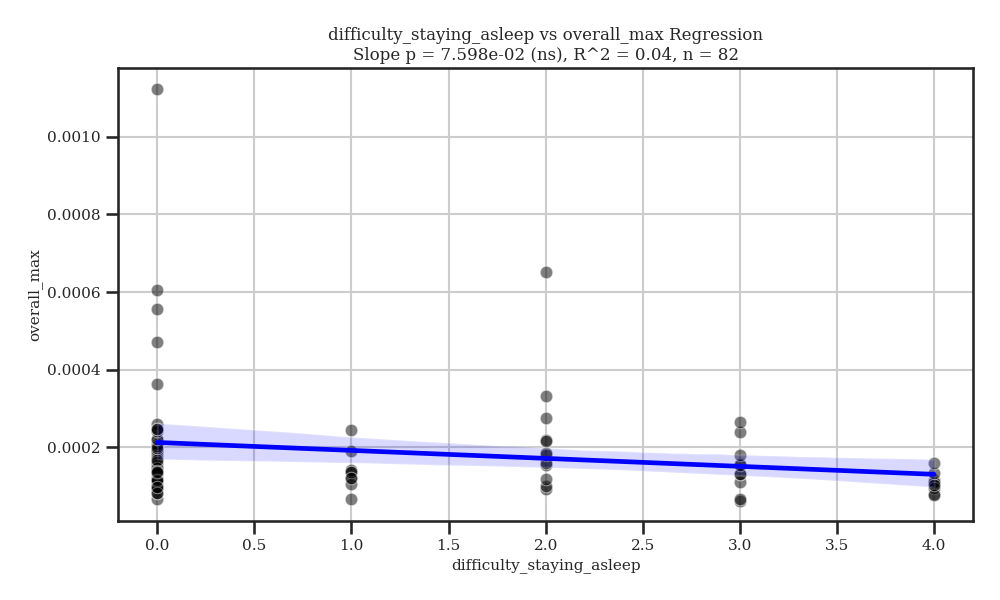 difficulty_staying_asleep vs overall_max Regression
Slope p = 7.598e-02 (ns), R^2 = 0.04, n = 82
0.0010
0.0008
0.0006
0.0004
0.0002
overall_max
0.0 0.5 1.0 1.5 2.0 2.5 3.0 3.5 4.0
difficulty_staying_asleep